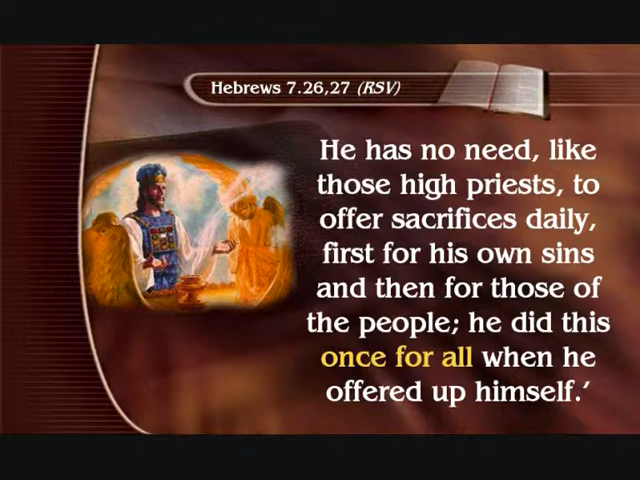 Hebrews 7.26,27 (RSV)
He has no need, like
those high priests, to
offer sacrifices daily,
first for his own sins
and then for those of
the people; he did this
once for all when he
offered up himself.’